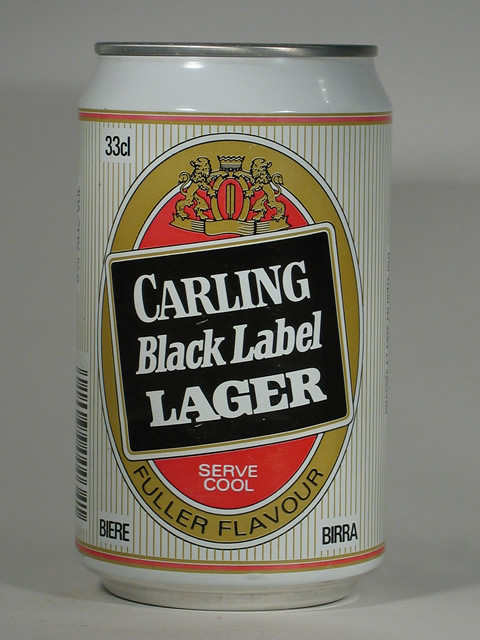 33cl
CARLING
Black Label
LAGER
SERVE
COOL
FULLER FLAVOUR
BIERE
BIRRA